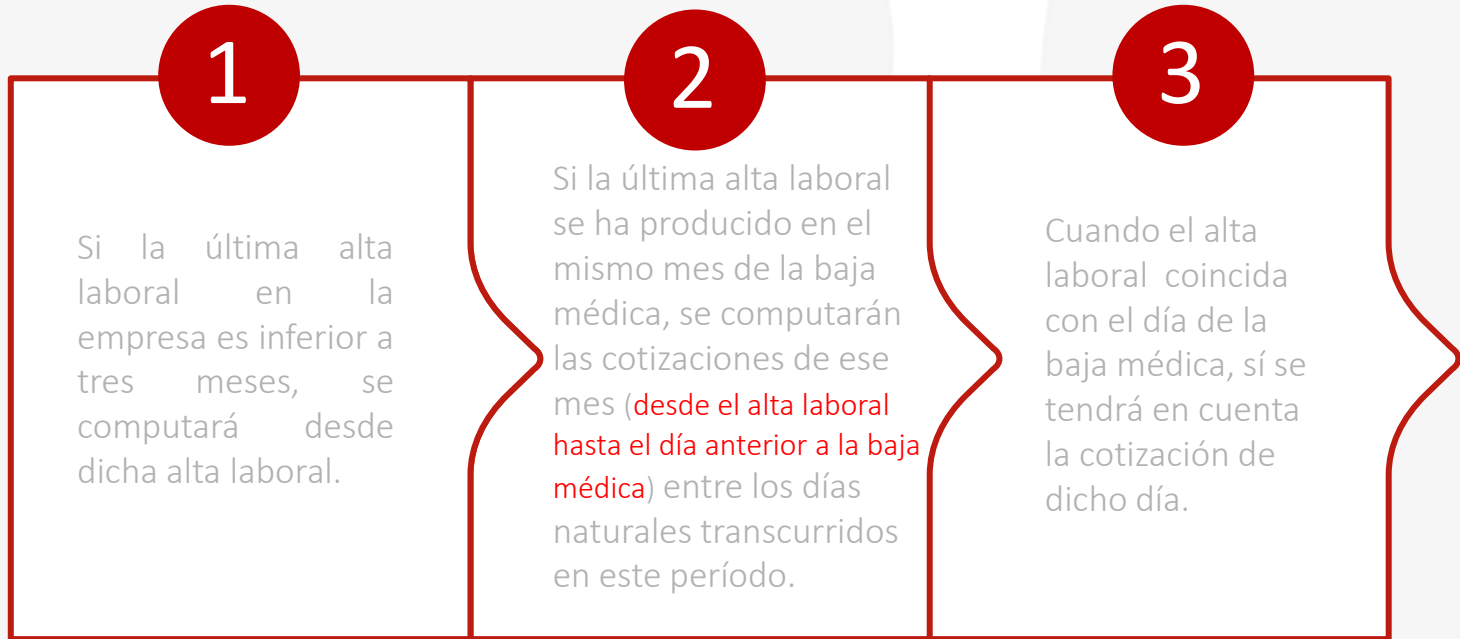 1
Si la última alta
laboral en la
empresa es inferior a
tres meses, se
computará desde
dicha alta laboral.
2
Si la última alta laboral
se ha producido en el
mismo mes de la baja
médica, se computarán
las cotizaciones de ese
mes (desde el alta laboral
hasta el día anterior a la baja
médica) entre los días
naturales transcurridos
en este período.
3
Cuando el alta
laboral coincida
con el día de la
baja médica, sí se
tendrá en cuenta
la cotización de
dicho día.